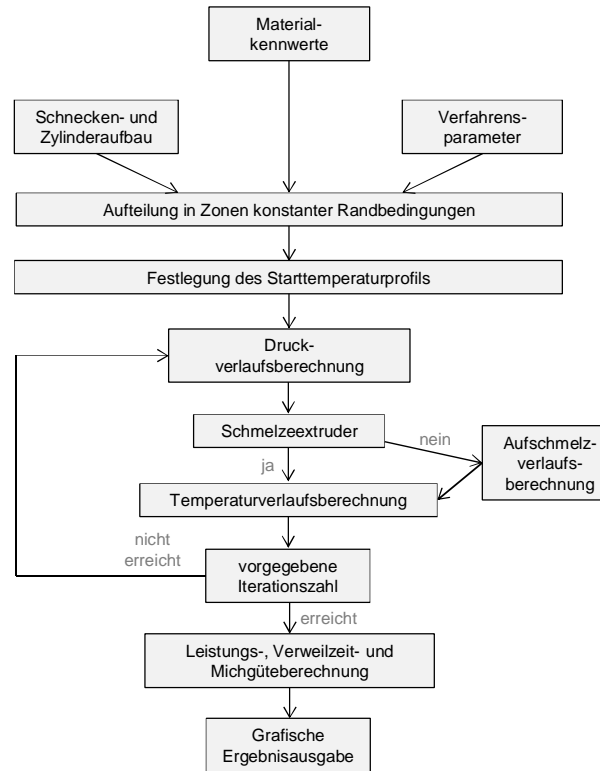 Material-
kennwerte
Schnecken- und
Zylinderaufbau
Verfahrens-
parameter
Aufteilung in Zonen konstanter Randbedingungen
Festlegung des Starttemperaturprofils
Druck-
verlaufsberechnung
Schmelzeextruder
nein
Aufschmelz-
verlaufs-
berechnung
ja
Temperaturverlaufsberechnung
nicht
erreicht
vorgegebene
Iterationszahl
erreicht
Leistungs-, Verweilzeit- und
Michgüteberechnung
Grafische
Ergebnisausgabe